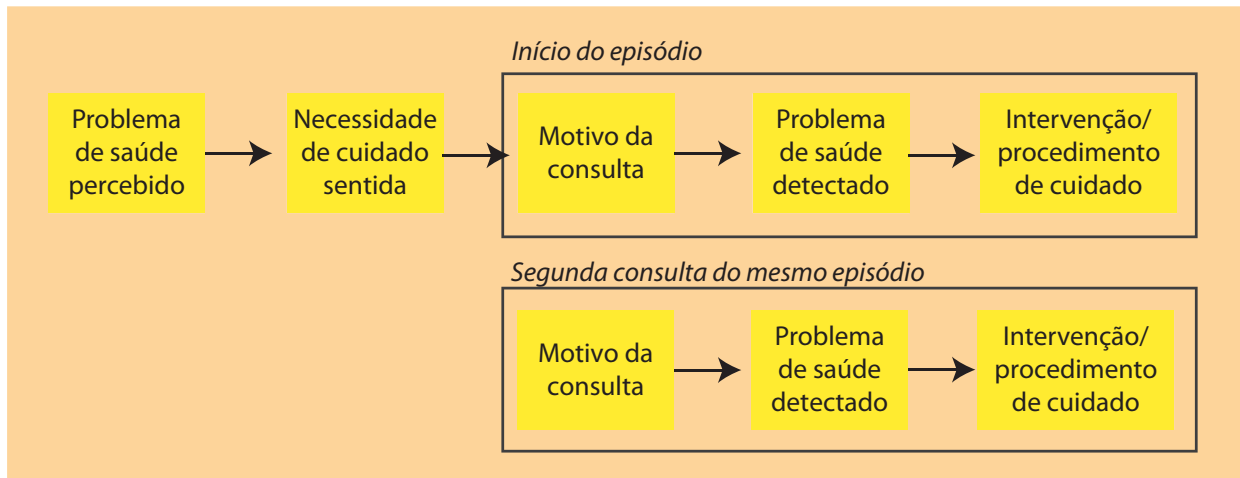 Início do episódio
Problema
de saúde
percebido
Necessidade
de cuidado
sentida
Motivo da
consulta
Problema
de saúde
detectado
Intervenção/
procedimento
de cuidado
Segunda consulta do mesmo episódio
Motivo da
consulta
Problema
de saúde
detectado
Intervenção/
procedimento
de cuidado